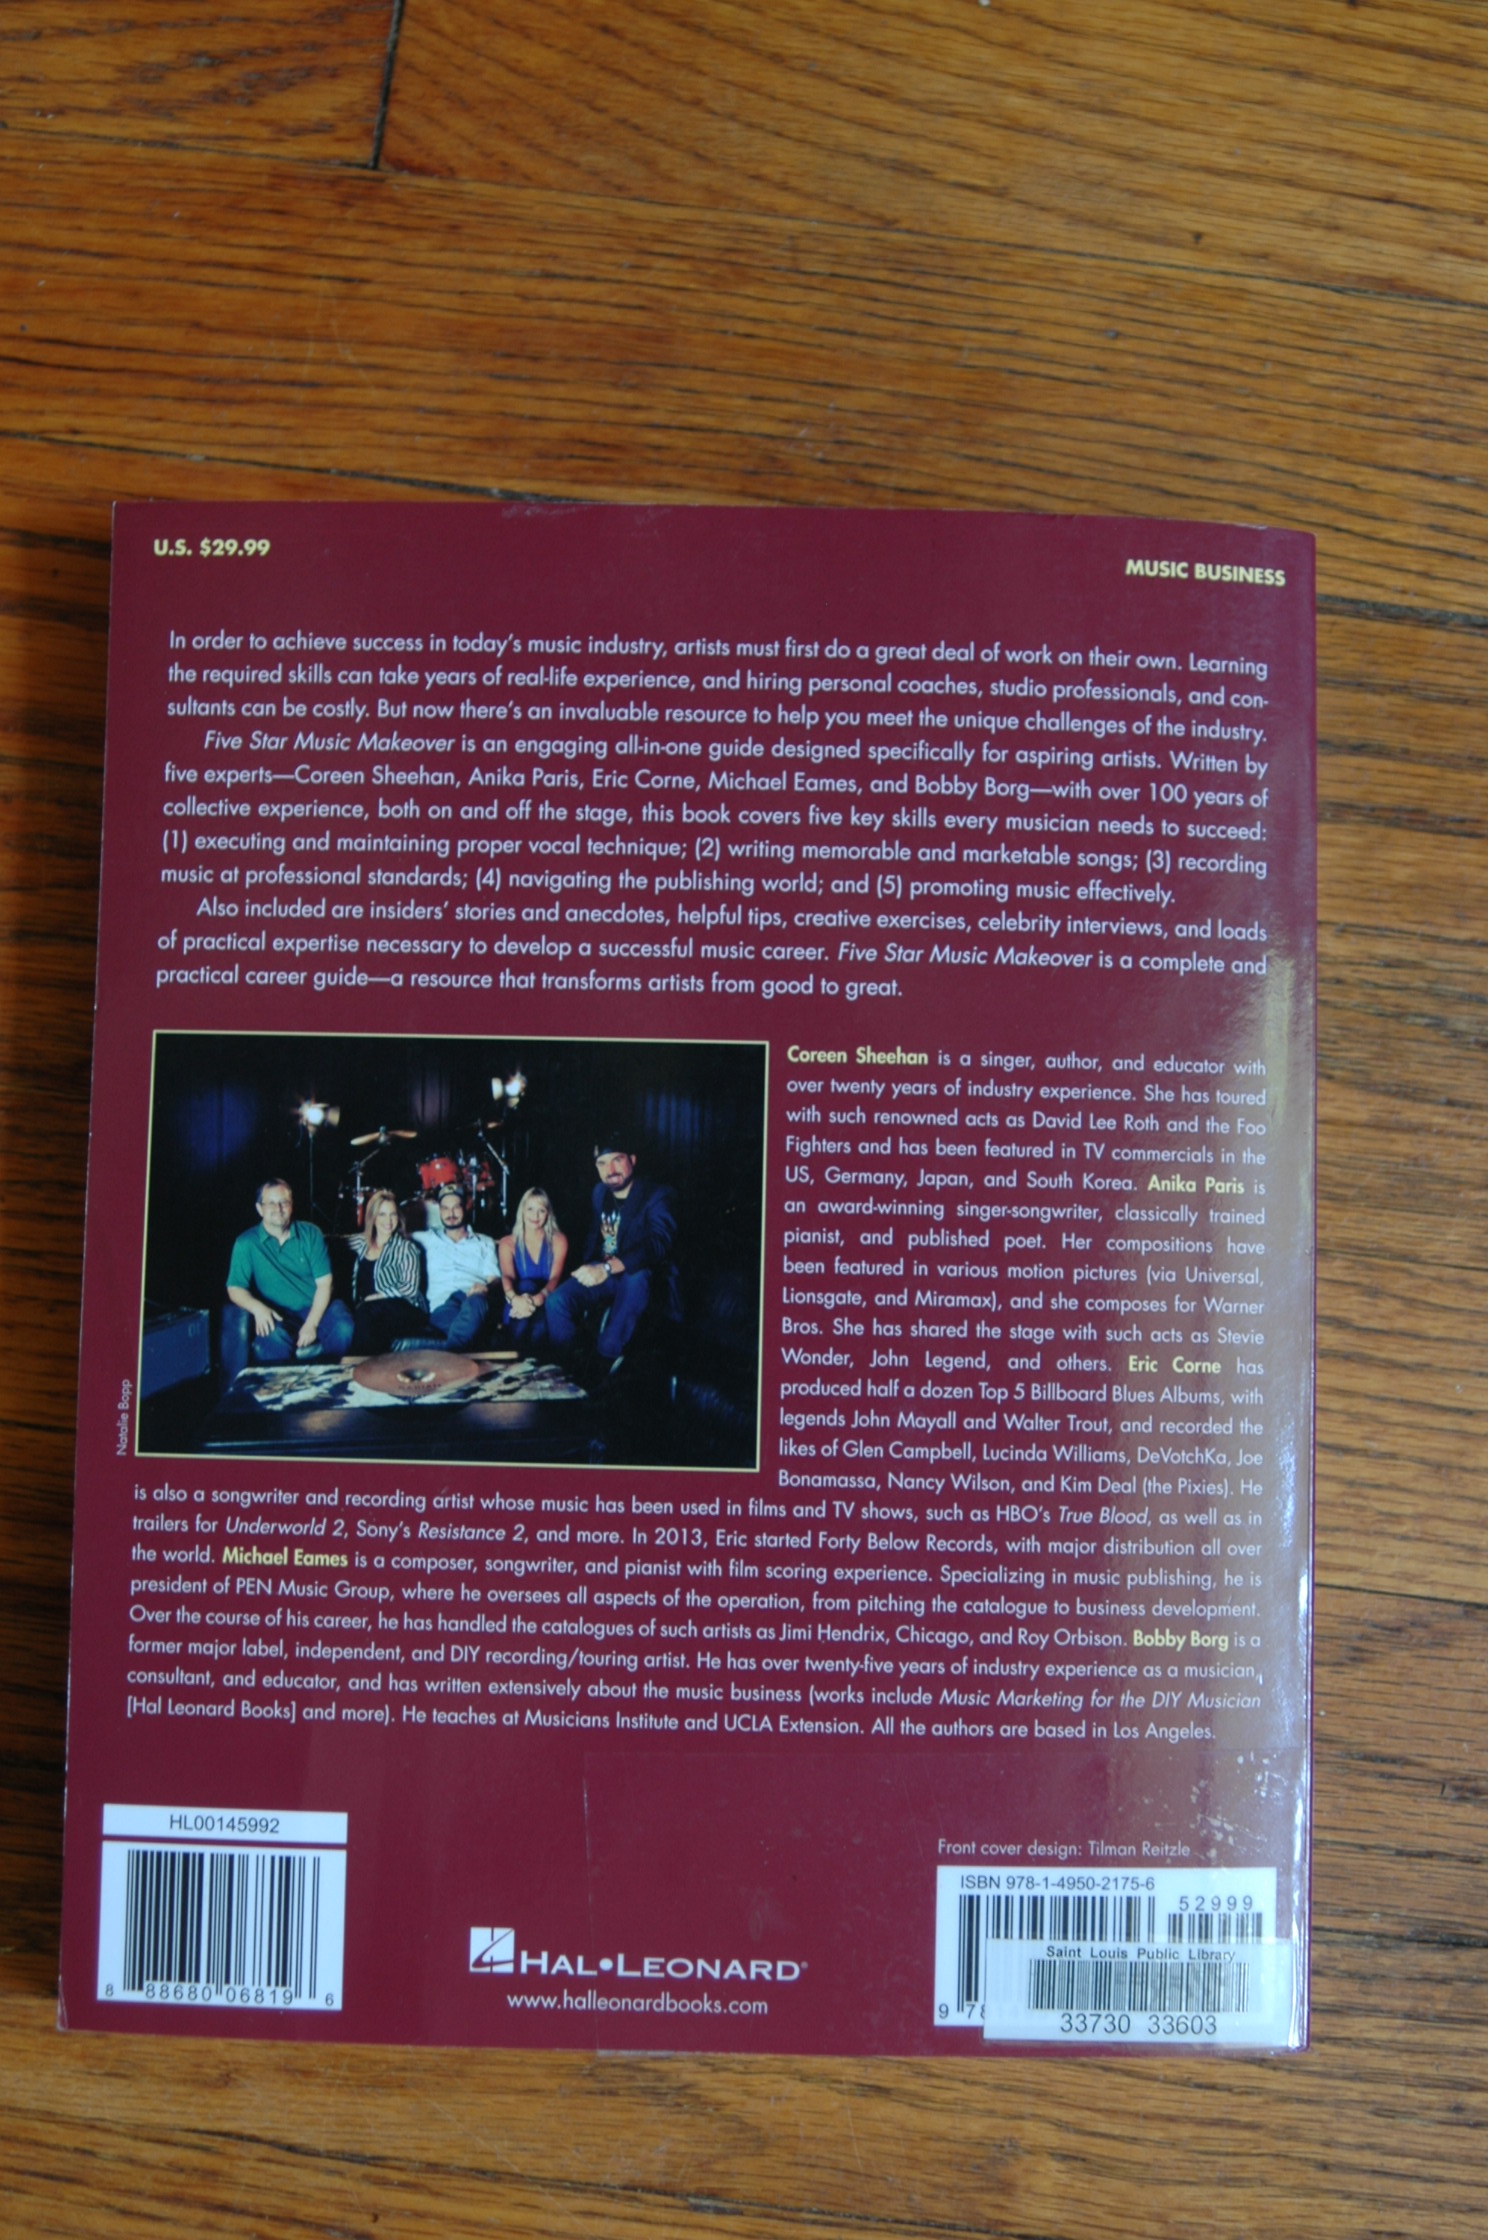 U.S. $29.99
MUSIC BUSINESS
In order to achieve success in today's music industry, artists must first do a great deal of work on their own. Learning
the required skills can take years of real-life experience, and hiring personal coaches, studio professionals, and con-
sultants can be costly. But now there's an invaluable resource to help you meet the unique challenges of the industry.
Five Star Music Makeover is an engaging all-in-one guide designed specifically for aspiring artists. Written by
five experts—Coreen Sheehan, Anika Paris, Eric Corne, Michael Eames, and Bobby Borg—with over 100 years of
collective experience, both on and off the stage, this book covers five key skills every musician needs to succeed:
(1) executing and maintaining proper vocal technique; (2) writing memorable and marketable songs; (3) recording
music at professional standards; (4) navigating the publishing world; and (5) promoting music effectively.
Also included are insiders' stories and anecdotes, helpful tips, creative exercises, celebrity interviews, and loads
of practical expertise necessary to develop a successful music career. Five Star Music Makeover is a complete and
practical career guide—a resource that transforms artists from good to great.
Coreen Sheehan is a singer, author, and educator with
over twenty years of industry experience. She has toured
with such renowned acts as David Lee Roth and the Foo
Fighters and has been featured in TV commercials in the
US, Germany, Japan, and South Korea. Anika Paris is
an award-winning singer-songwriter, classically trained
pianist, and published poet. Her compositions have
been featured in various motion pictures (via Universal,
Lionsgate, and Miramax), and she composes for Warner
Bros. She has shared the stage with such acts as Stevie
Wonder, John Legend, and others. Eric Corne has
produced half a dozen Top 5 Billboard Blues Albums, with
legends John Mayall and Walter Trout, and recorded the
likes of Glen Campbell, Lucinda Williams, DeVotchKa, Joe
Bonamassa, Nancy Wilson, and Kim Deal (the Pixies). He
is also a songwriter and recording artist whose music has been used in films and TV shows, such as HBO's True Blood, as well as in
trailers for Underworld 2, Sony's Resistance 2, and more. In 2013, Eric started Forty Below Records, with major distribution all over
the world. Michael Eames is a composer, songwriter, and pianist with film scoring experience. Specializing in music publishing, he is
president of PEN Music Group, where he oversees all aspects of the operation, from pitching the catalogue to business development.
Over the course of his career, he has handled the catalogues of such artists as Jimi Hendrix, Chicago, and Roy Orbison. Bobby Borg is a
former major label, independent, and DIY recording/touring artist. He has over twenty-five years of industry experience as a musician,
consultant, and educator, and has written extensively about the music business (works include Music Marketing for the DIY Musician
[Hal Leonard Books] and more). He teaches at Musicians Institute and UCLA Extension. All the authors are based in Los Angeles.
Natalie Bopp
HL00145992
8 88680 06819 6
HAL•LEONARD®
www.halleonardbooks.com
Front cover design: Tilman Reitzle
ISBN 978-1-4950-2175-6
52999
9 78
Saint Louis Public Library
33730 33603